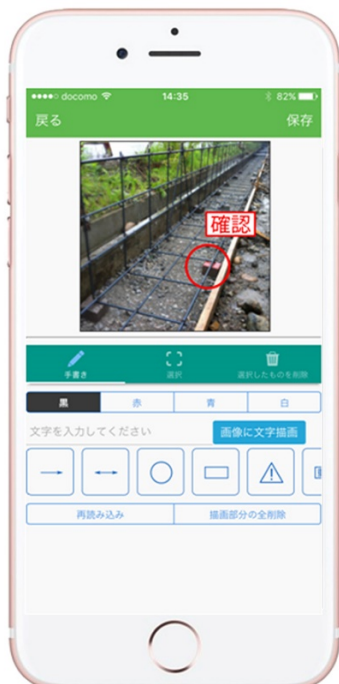 docomo 14:35 82%
戻る 保存
確認
手書き 選択 選択したものを削除
黒 赤 青 白
文字を入力してください 画像に文字描画
再読み込み 描画部分の全削除